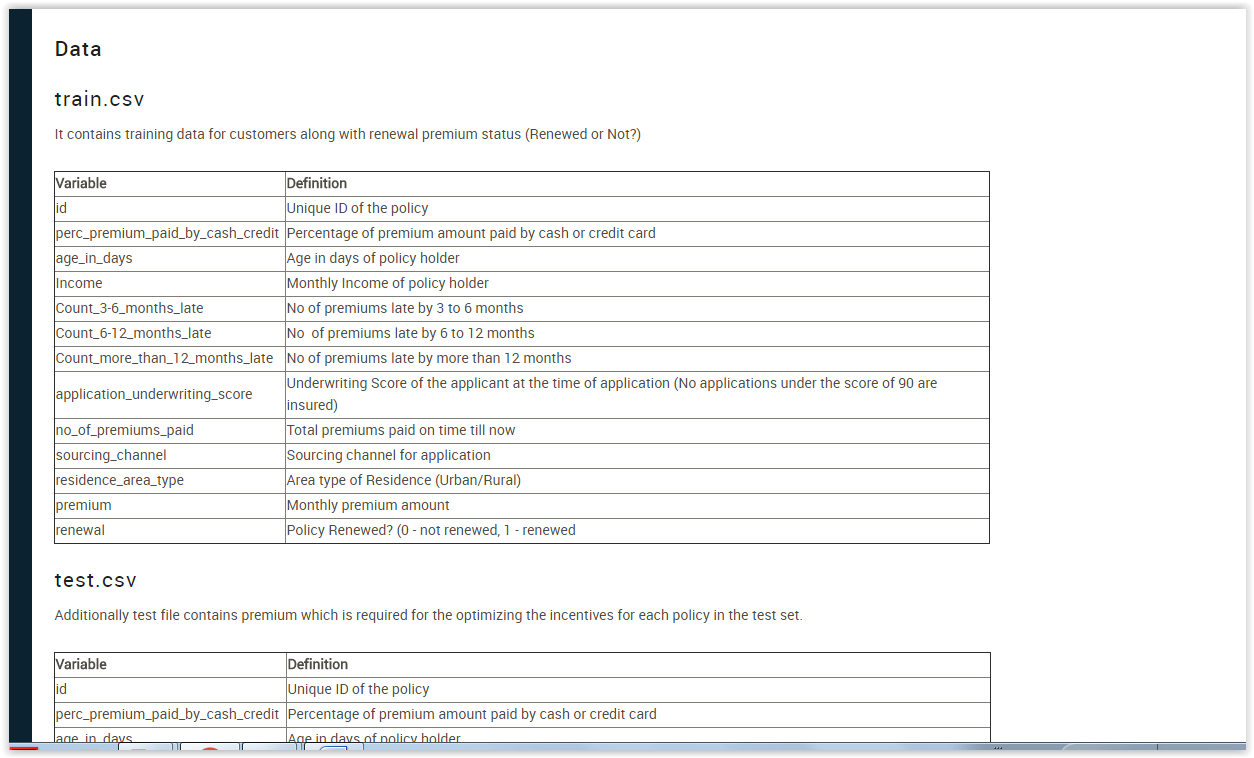 Data
train.csv
It contains training data for customers along with renewal premium status (Renewed or Not?)
Variable Definition
id Unique ID of the policy
perc_premium_paid_by_cash_credit Percentage of premium amount paid by cash or credit card
age_in_days Age in days of policy holder
Income Monthly Income of policy holder
Count_3-6_months_late No of premiums late by 3 to 6 months
Count_6-12_months_late No  of premiums late by 6 to 12 months
Count_more_than_12_months_late No of premiums late by more than 12 months
application_underwriting_score Underwriting Score of the applicant at the time of application (No applications under the score of 90 are
insured)
no_of_premiums_paid Total premiums paid on time till now
sourcing_channel Sourcing channel for application
residence_area_type Area type of Residence (Urban/Rural)
premium Monthly premium amount
renewal Policy Renewed? (0 - not renewed, 1 - renewed
test.csv
Additionally test file contains premium which is required for the optimizing the incentives for each policy in the test set.
Variable Definition
id Unique ID of the policy
perc_premium_paid_by_cash_credit Percentage of premium amount paid by cash or credit card
age_in_days Age in days of policy holder